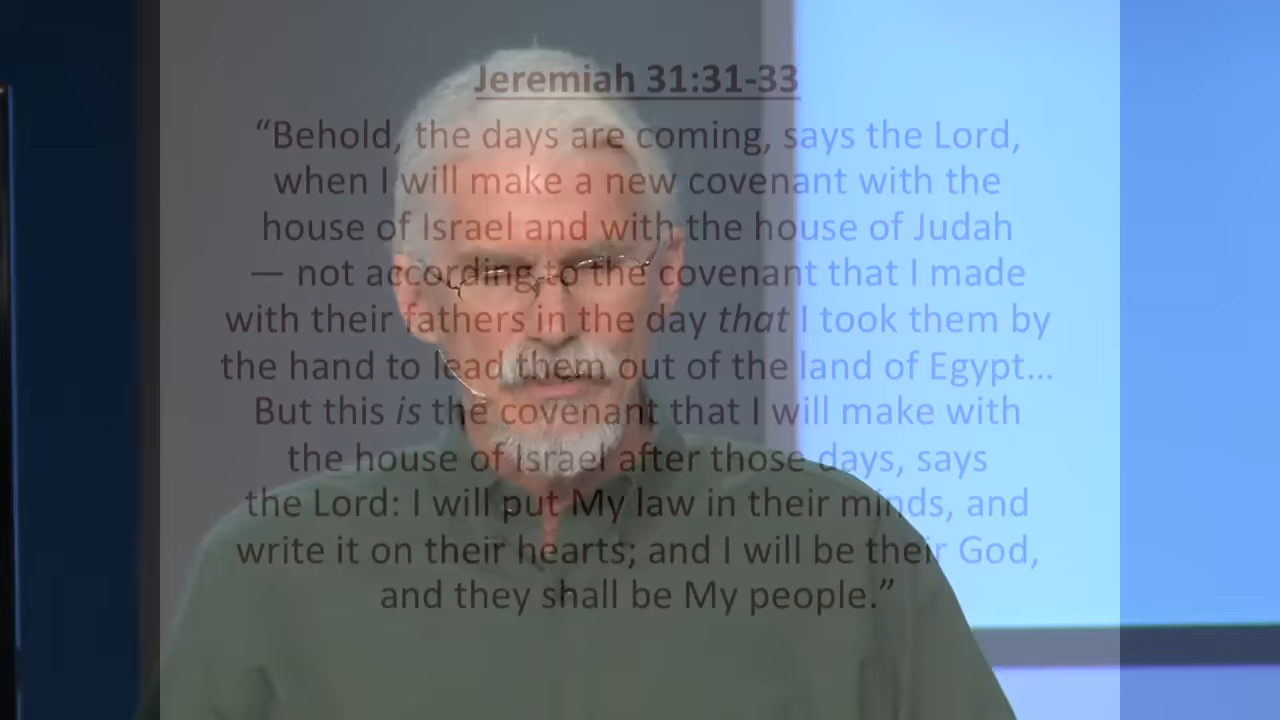 Jeremiah 31:31-33
“Behold, the days are coming, says the Lord,
when I will make a new covenant with the
house of Israel and with the house of Judah
— not according to the covenant that I made
with their fathers in the day that I took them by
the hand to lead them out of the land of Egypt…
But this is the covenant that I will make with
the house of Israel after those days, says
the Lord: I will put My law in their minds, and
write it on their hearts; and I will be their God,
and they shall be My people.”